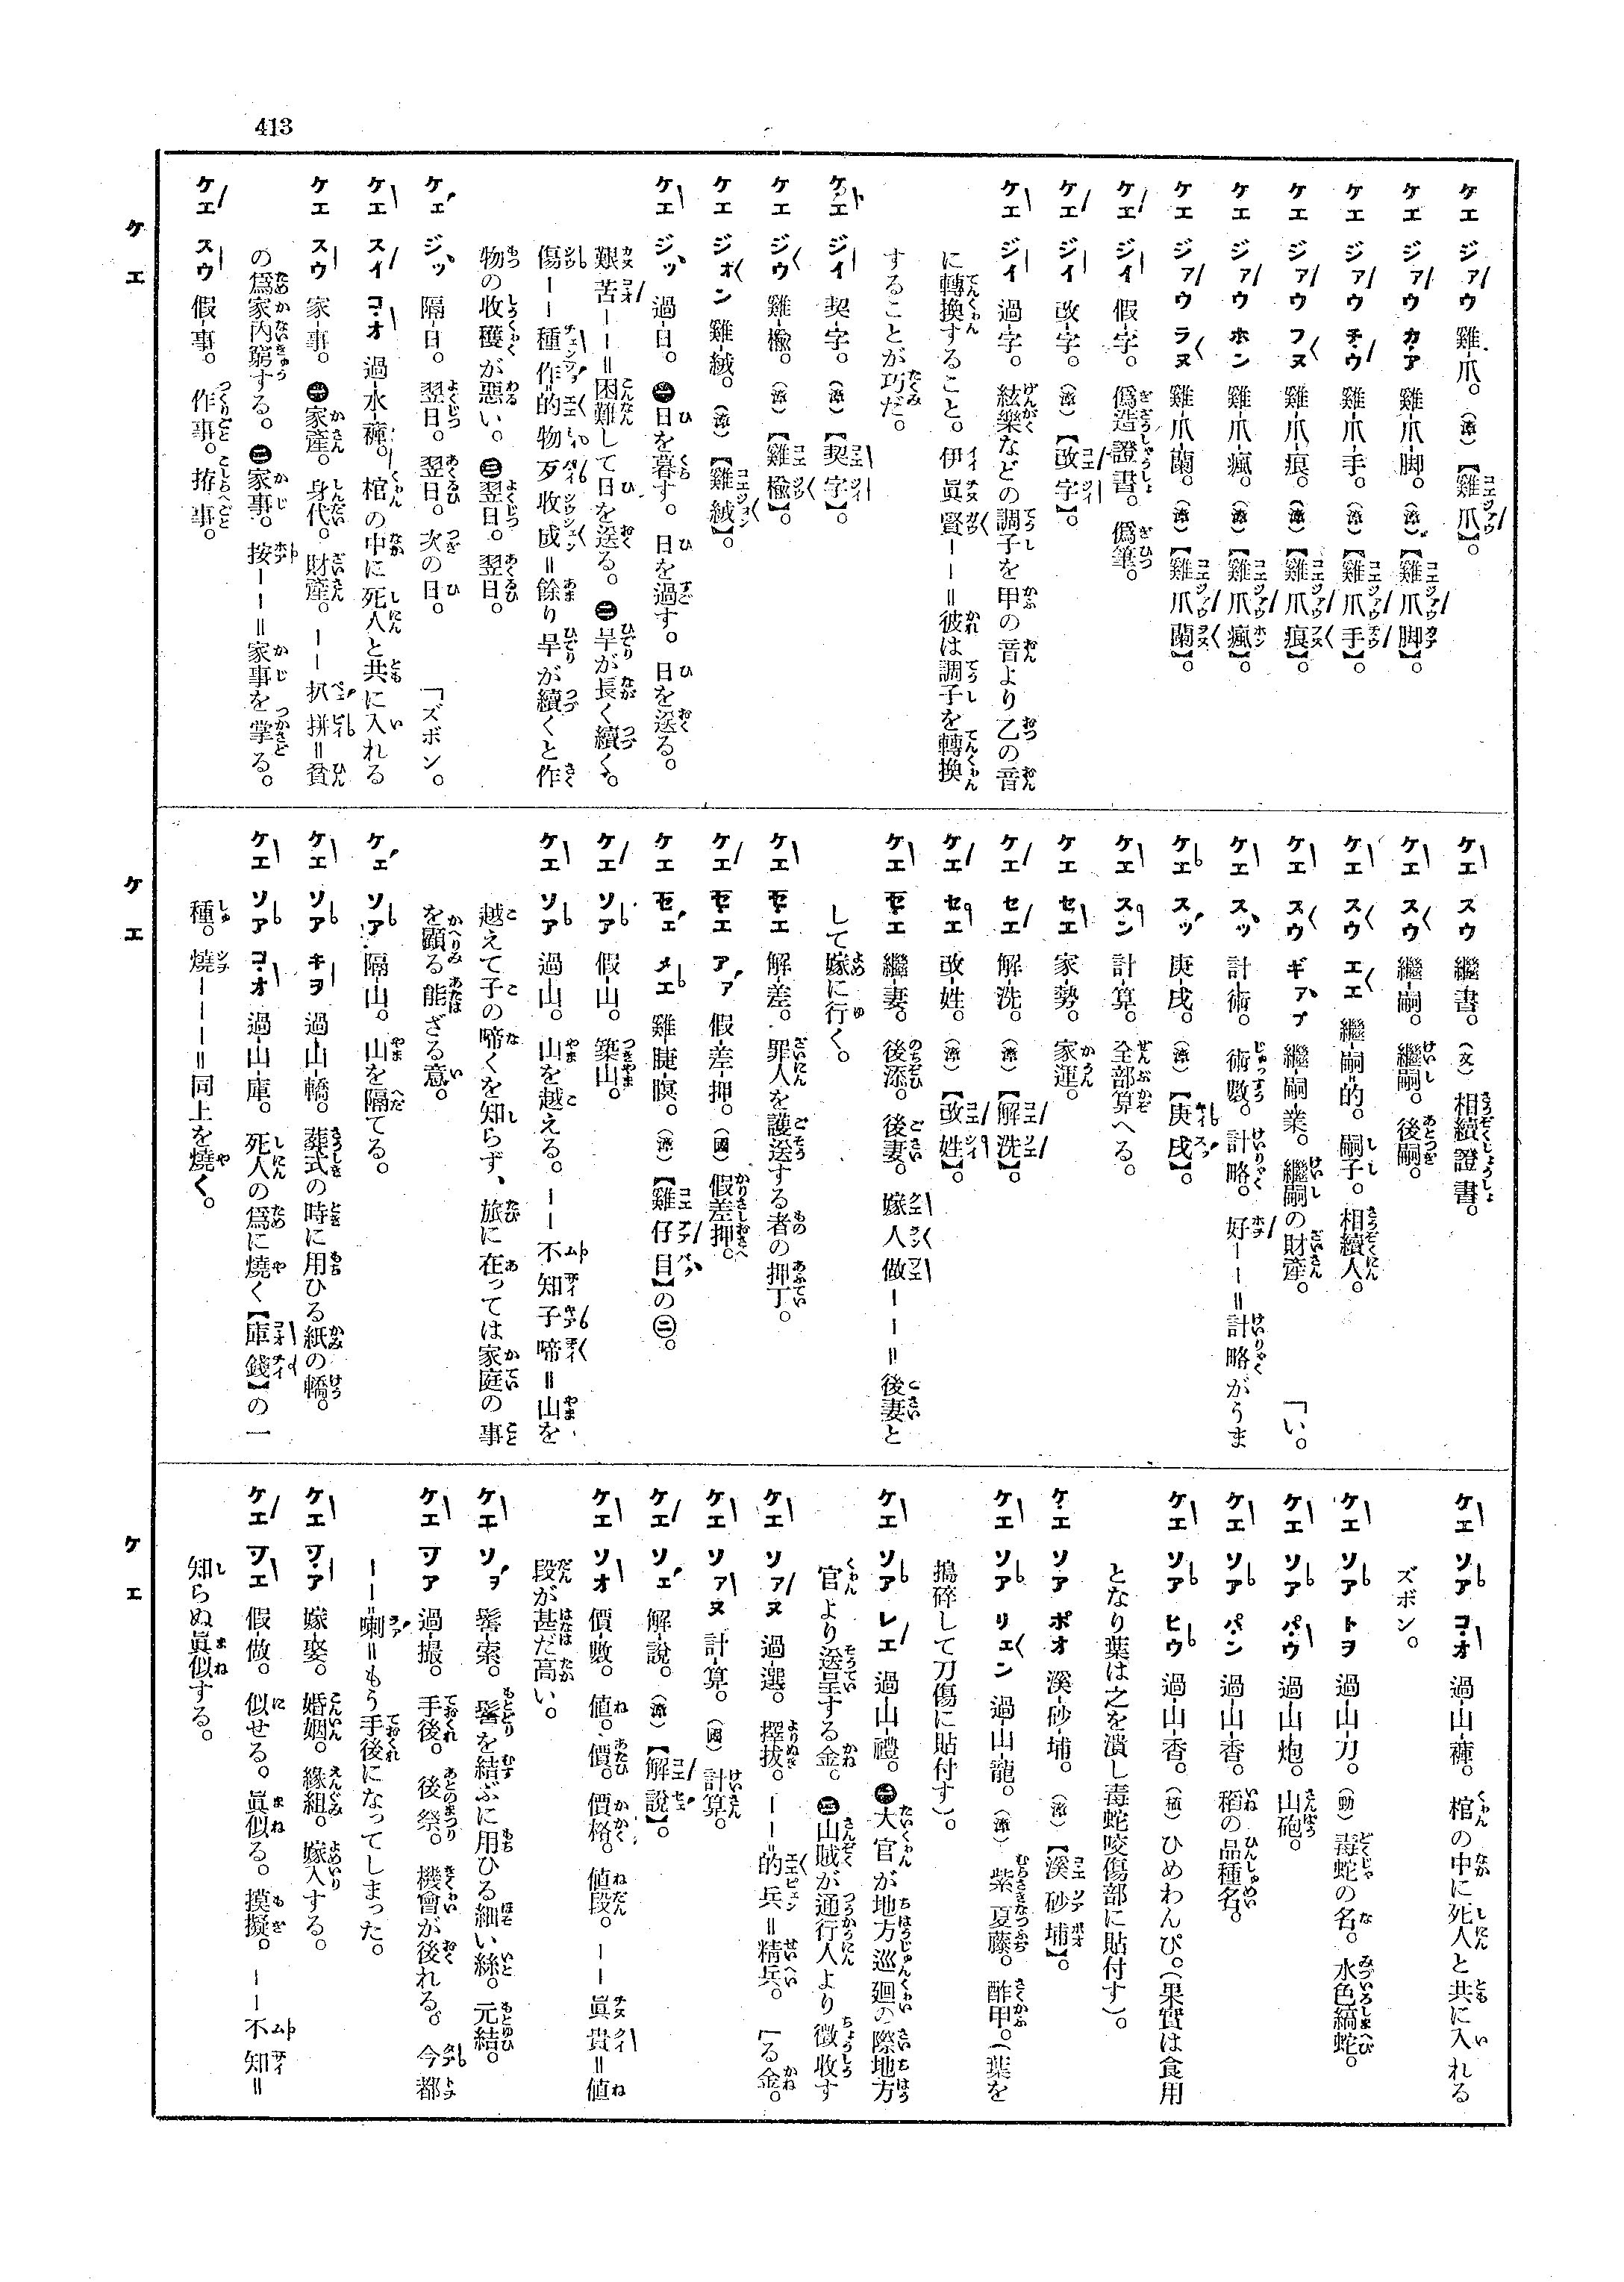 413
ケエ ジァウ 雞-爪。(漳)【雞爪】。
ケエ ジァウ カア 雞-爪-脚。(漳)【雞爪脚】。
ケエ ジァウ チウ 雞-爪-手。(漳)【雞爪手】。
ケエ ジァウ フヌ 雞-爪-痕。(漳)【雞爪痕】。
ケエ ジァウ ホン 雞-爪-瘋。(漳)【雞爪瘋】。
ケエ ジァウ ラヌ 雞-爪-蘭。(漳)【雞爪蘭】。
ケエ ジイ 假-字。 僞造證書。僞筆。
ケエ ジイ 改-字。(漳)【改字】。
ケエ ジイ 過-字。 絃樂などの調子を甲の音より乙の音
に轉換すること。伊眞賢ーー＝彼は調子を轉換
することが巧だ。
ケエ ジイ 契-字。(漳)【契字】。
ケエ ジウ 雞-楡。(漳)【雞楡】。
ケエ ジォン 雞-絨。(漳)【雞絨】。
ケエ ジッ 過-日。 ㊀日を暮す。日を過す。日を送る。
艱苦ーー＝困難して日を送る。㊁旱が長く續く。
傷ーー種作＝的物歹收成＝餘り旱が續くと作
物の收穫が惡い。㊂翌日。翌日。
ケェ ジッ 隔-日。 翌日。翌日。次の日。 「ズボン。
ケエ スイ コオ 過-水-褲。 棺の中に死人と共に入れる
ケエ スウ 家-事。 ㊀家產。身代。財產。ーー扒拼＝貧
の爲家內窮する。㊁家事。按ーー＝家事を掌る。
ケエ スウ 假-事。 作事。拵事。
ケエ スウ 繼-書。(文)相續證書。
ケエ スウ 繼-嗣。 繼嗣。後嗣。
ケエ スウ エエ 繼-嗣=的。 嗣子。相續人。
ケエ スウ ギァプ 繼-嗣-業。 繼嗣の財產。 「い。
ケエ スッ 計-術。 術數。計略。好ーー＝計略がうま
ケエ スッ 庚-戌。(漳)【庚戌】。
ケエ スン 計-算。 全部算へる。
ケエ セエ 家-勢。 家運。
ケエ セエ 解-洗。(漳)【解洗】。
ケエ セエ 改-姓。(漳)【改姓】。
ケエ セエ 繼-妻。 後添。後妻。嫁人做ーー＝後妻と
して嫁に行く。
ケエ セエ 解-差。 罪人を護送する者の押丁。
ケエ セエ アァ 假-差-押。(國)假差押。
ケエ セェ メエ 雞-睫-瞑。(漳)【雞仔目】の㊁。
ケエ ソア 假-山。 築山。
ケエ ソア 過-山。 山を越える。ーー不知子啼＝山を
越えて子の啼くを知らず、旅に在っては家庭の事
を顧る能ざる意。
ケェ ソア 隔-山。 山を隔てる。
ケエ ソア キヲ 過-山-轎。 葬式の時に用ひる紙の轎。
ケエ ソア コオ 過-山-庫。 死人の爲に燒く【庫錢】の一
種。燒ーーー＝同上を燒く。
ケエ ソア コオ 過-山-褲。 棺の中に死人と共に入れる
ズボン。
ケエ ソア トヲ 過-山-刀。(動)毒蛇の名。水色縞蛇。
ケエ ソア パウ 過-山-炮。 山砲。
ケエ ソア パン 過-山-香。 稻の品種名。
ケエ ソア ヒウ 過-山-香。(植)ひめわんぴ。(果實は食用
となり葉は之を潰し毒蛇咬傷部に貼付す)。
ケエ ソア ポオ 溪-砂-埔。(漳)【溪砂埔】。
ケエ ソア リェン 過-山-龍。(漳)紫夏藤。酢甲。(葉を
搗碎して刀傷に貼付す)。
ケエ ソア レエ 過-山-禮。 ㊀大官が地方巡廻の際地方
官より送呈する金。㊁山賊が通行人より徵收す
ケエ ソァヌ 過-選。 擇拔。ーー＝的兵＝精兵。 「る金。
ケエ ソァヌ 計-算。(國)計算。
ケエ ソェ 解-說。(漳)【解說】。
ケエ ソオ 價-數。 値。價。價格。値段。ーー眞貴＝値
段が甚だ高い。
ケエ ソヲ 髻-索。 髻を結ぶに用ひる細い絲。元結。
ケエ ソア 過-撮。 手後。後祭。機會が後れる。今都
ーー=喇＝もう手後になってしまった。
ケエ ソア 嫁-娶。 婚姻。緣組。嫁入する。
ケエ ソエ 假-做。 似せる。眞似る。摸擬。ーー不知＝
知らぬ眞似する。
ケエ
ケエ
ケエ